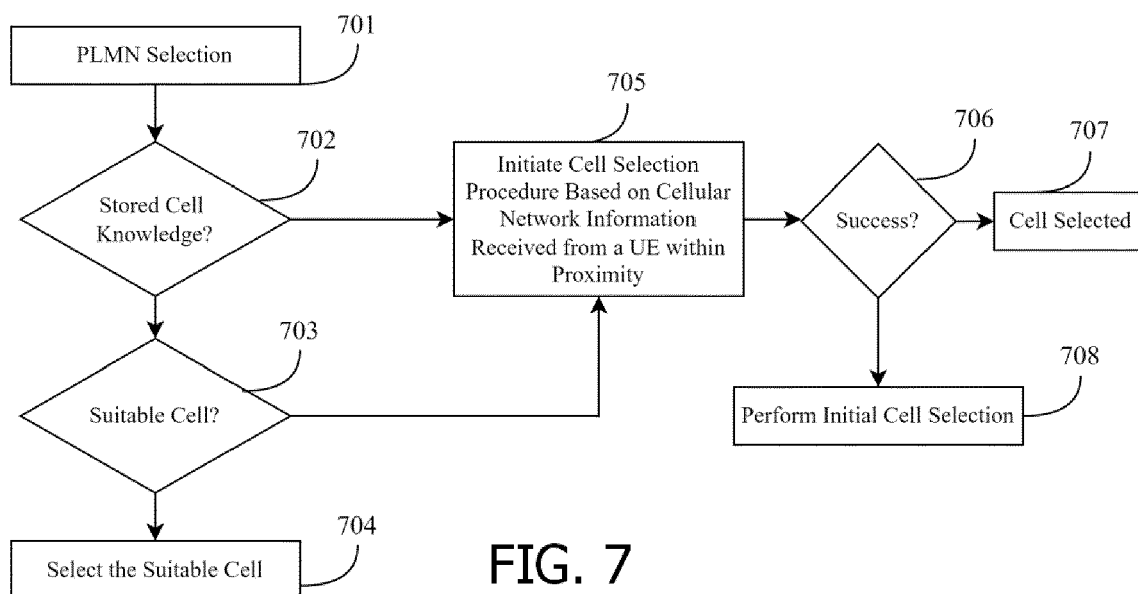 PLMN Selection
701
702
Stored Cell
Knowledge?
703
Suitable Cell?
704
Select the Suitable Cell
705
Initiate Cell Selection
Procedure Based on Cellular
Network Information
Received from a UE within
Proximity
706
Success?
707
Cell Selected
708
Perform Initial Cell Selection
FIG. 7